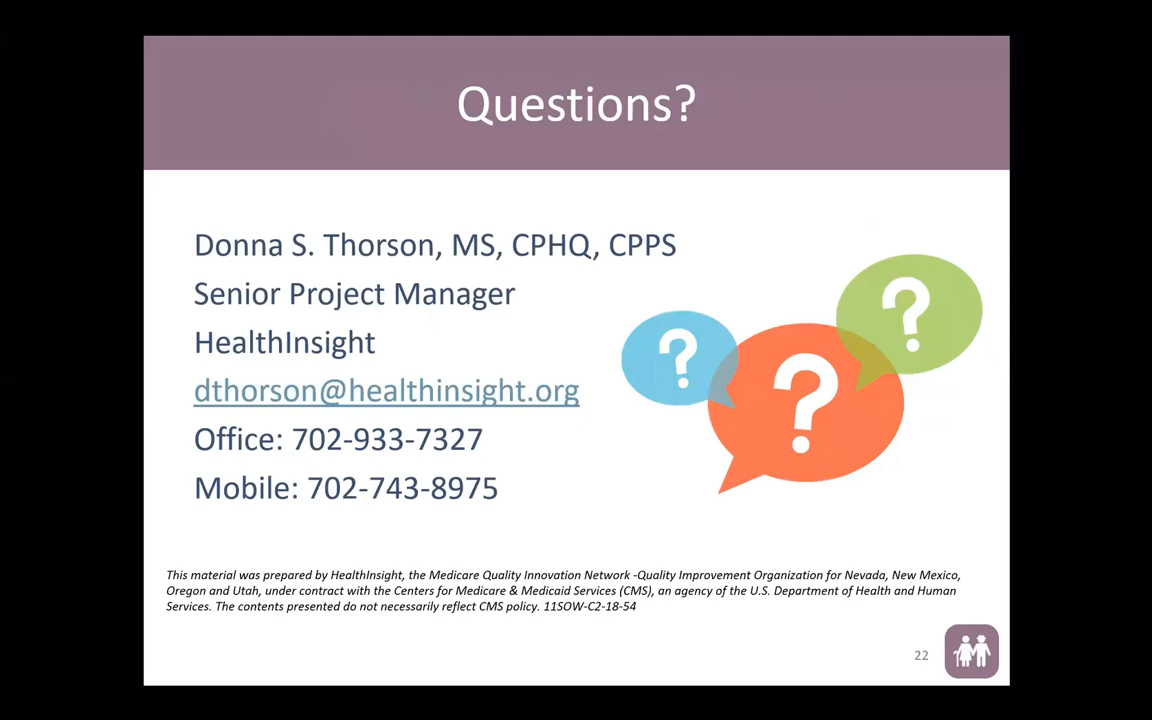 Questions?
Donna S. Thorson, MS, CPHQ, CPPS
Senior Project Manager
HealthInsight
dthorson@healthinsight.org
Office: 702-933-7327
Mobile: 702-743-8975
? ? ?
This material was prepared by HealthInsight, the Medicare Quality Innovation Network -Quality Improvement Organization for Nevada, New Mexico,
Oregon and Utah, under contract with the Centers for Medicare & Medicaid Services (CMS), an agency of the U.S. Department of Health and Human
Services. The contents presented do not necessarily reflect CMS policy. 11SOW-C2-18-54
22